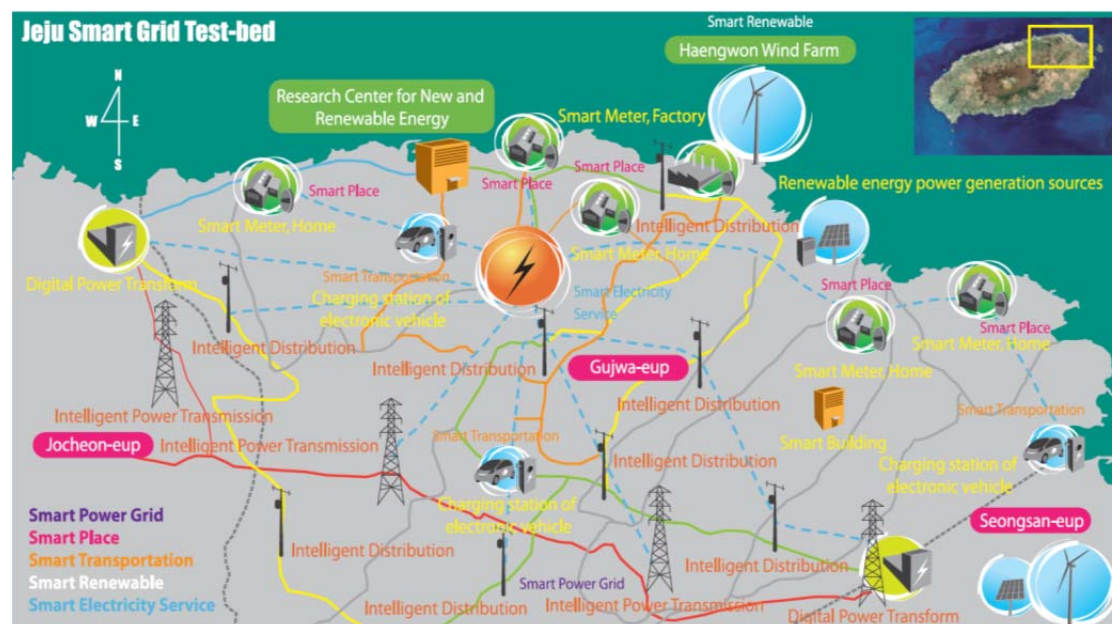 Jeju Smart Grid Test-bed
Smart Renewable
Haengwon Wind Farm
N
W E
S
Research Center for New and
Renewable Energy
Smart Meter, Factory
Smart Place
Smart Place
Smart Place
Renewable energy power generation sources
Smart Meter, Home
Intelligent Distribution
Smart Meter, Home
Digital Power Transform
Smart Transportation
Charging station of
electronic vehicle
Smart Electricity
Service
Smart Place
Smart Place
Smart Meter, Home
Intelligent Distribution
Intelligent Distribution
Gujwa-eup
Smart Meter, Home
Intelligent Power Transmission
Intelligent Distribution
Smart Transportation
Jocheon-eup
Intelligent Power Transmission
Smart Transportation
Smart Building
Intelligent Distribution
Charging station of
electronic vehicle
Charging station of
electronic vehicle
Smart Power Grid
Smart Place
Smart Transportation
Smart Renewable
Smart Electricity Service
Seongsan-eup
Intelligent Distribution
Intelligent Distribution
Smart Power Grid
Intelligent Distribution
Intelligent Power Transmission
Digital Power Transform